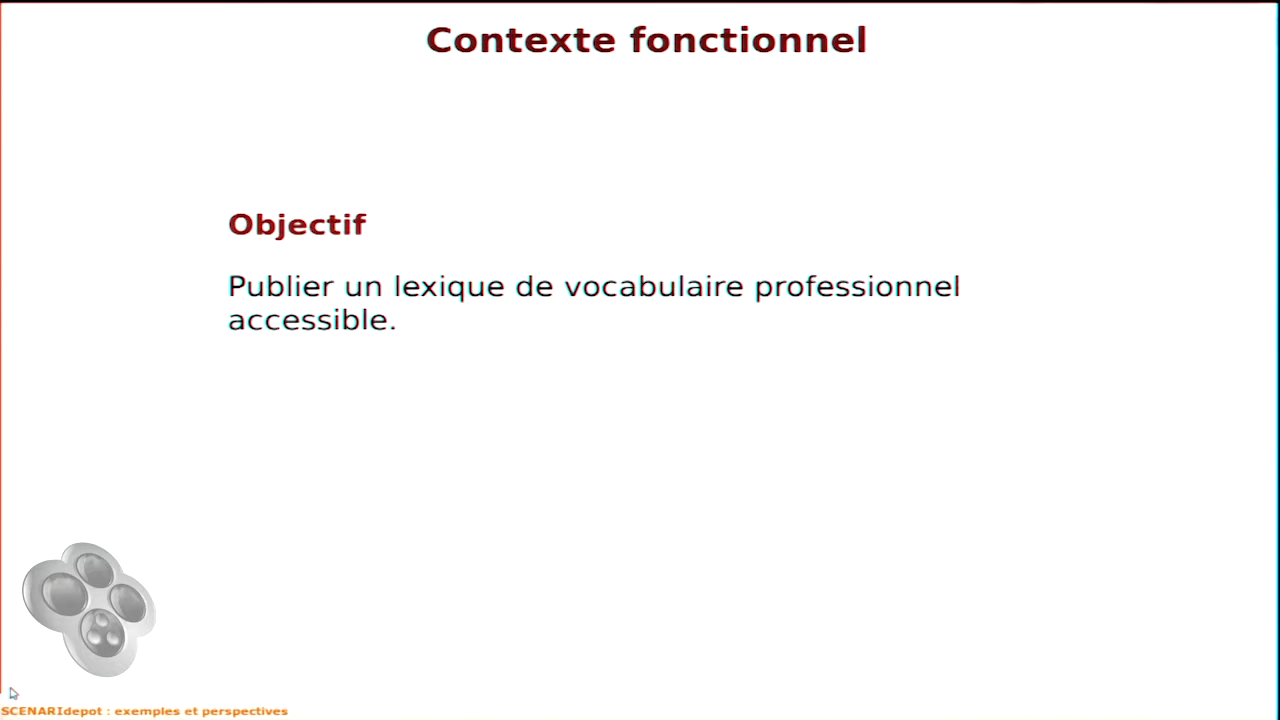 Contexte fonctionnel
Objectif
Publier un lexique de vocabulaire professionnel
accessible.
SCENARIdepot : exemples et perspectives